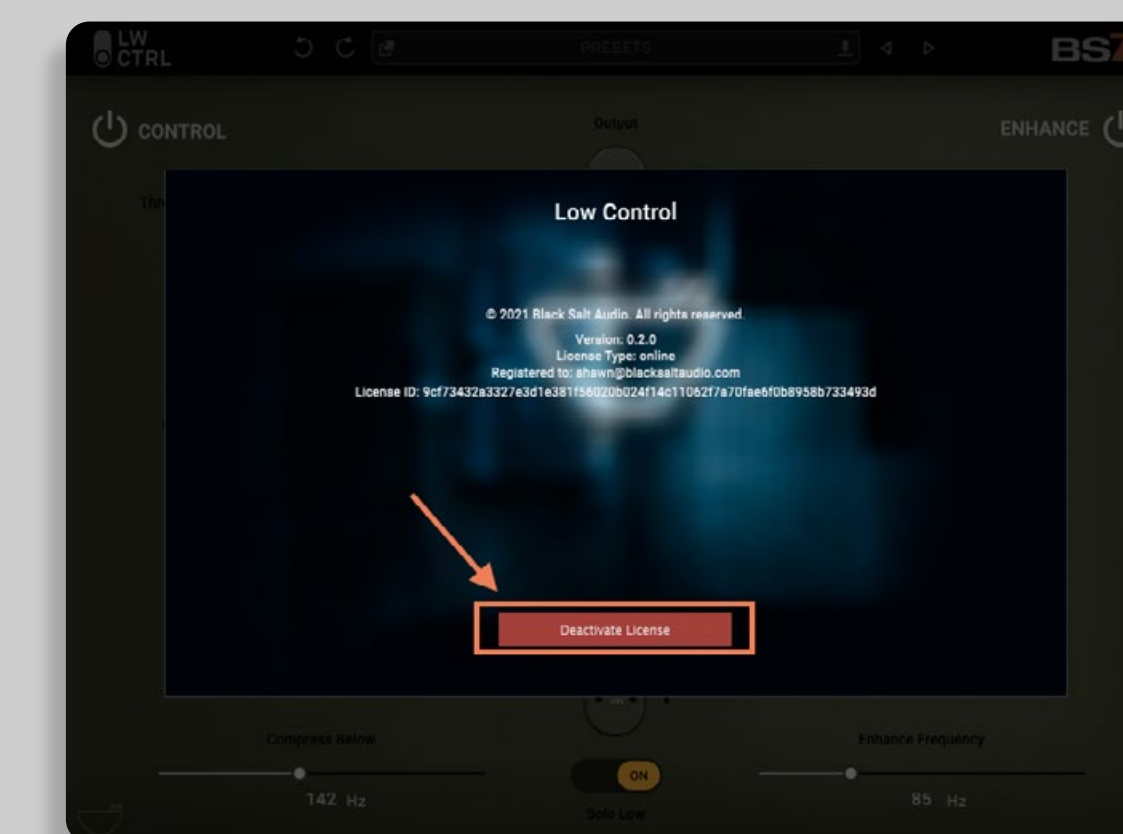 LW
CTRL
PRESETS
BS
CONTROL
Output
ENHANCE
Thre
Low Control
© 2021 Black Salt Audio. All rights reserved.
Version: 0.2.0
License Type: online
Registered to: shawn@blacksaltaudio.com
License ID: 9cf73432a3327e3d1e381f56020b024f14c11062f7a70fae6f0b8958b733493d
Deactivate License
Compress Below
Enhance Frequency
ON
142 Hz
85 Hz
Solo Low